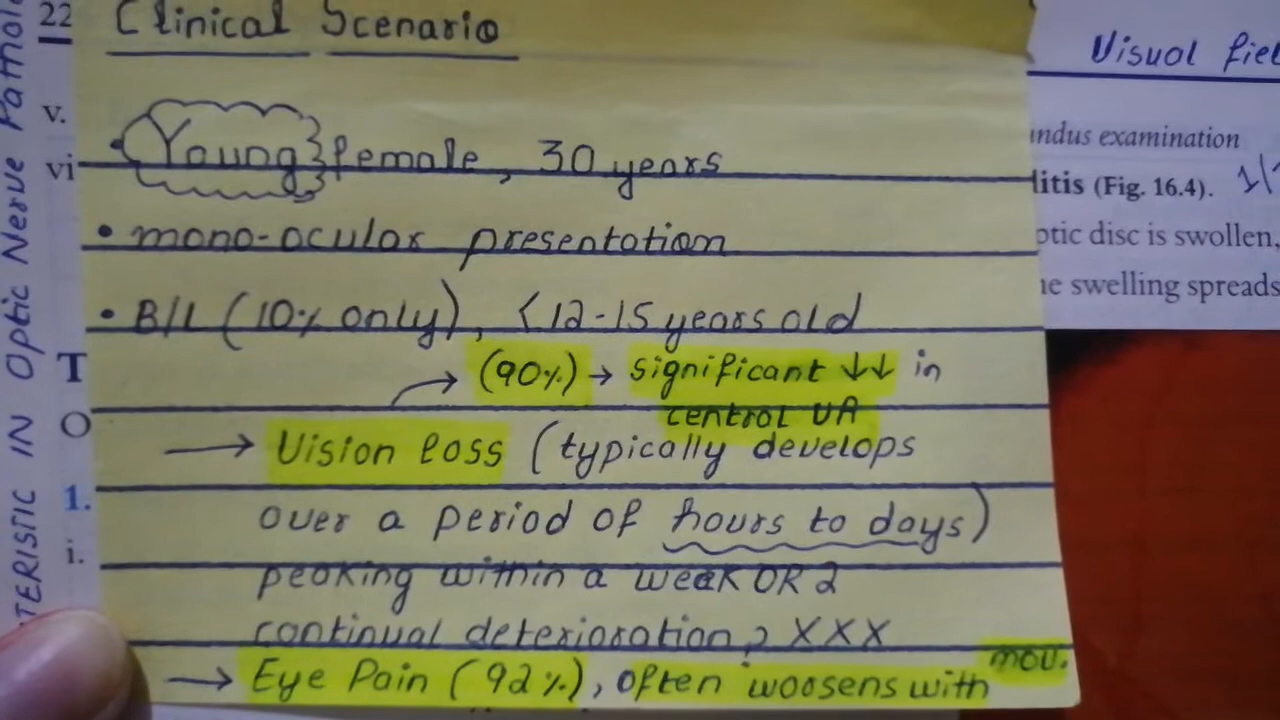 22
Clinical Scenario
• Young female, 30 years
• mono-ocular presentation
• B/L (10% only), <12-15 years old
→ (90%) → significant ↓↓ in
central VA
→ Vision loss (typically develops
over a period of hours to days)
peaking within a week OR 2
continual deterioration, XXX
→ Eye Pain (92%), often worsens with
mov.
v.
vi
T
O
1.
i.
TERISTIC IN Optic Nerve Pathol
Visual fiel
undus examination
litis (Fig. 16.4).
ptic disc is swollen,
he swelling spreads